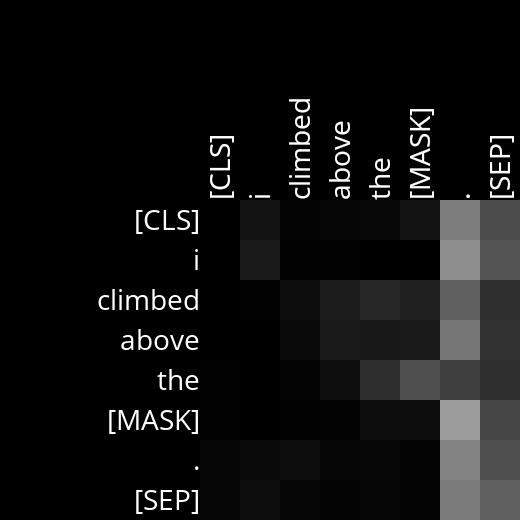 [CLS] i climbed above the [MASK] . [SEP]
[CLS]
i
climbed
above
the
[MASK]
.
[SEP]